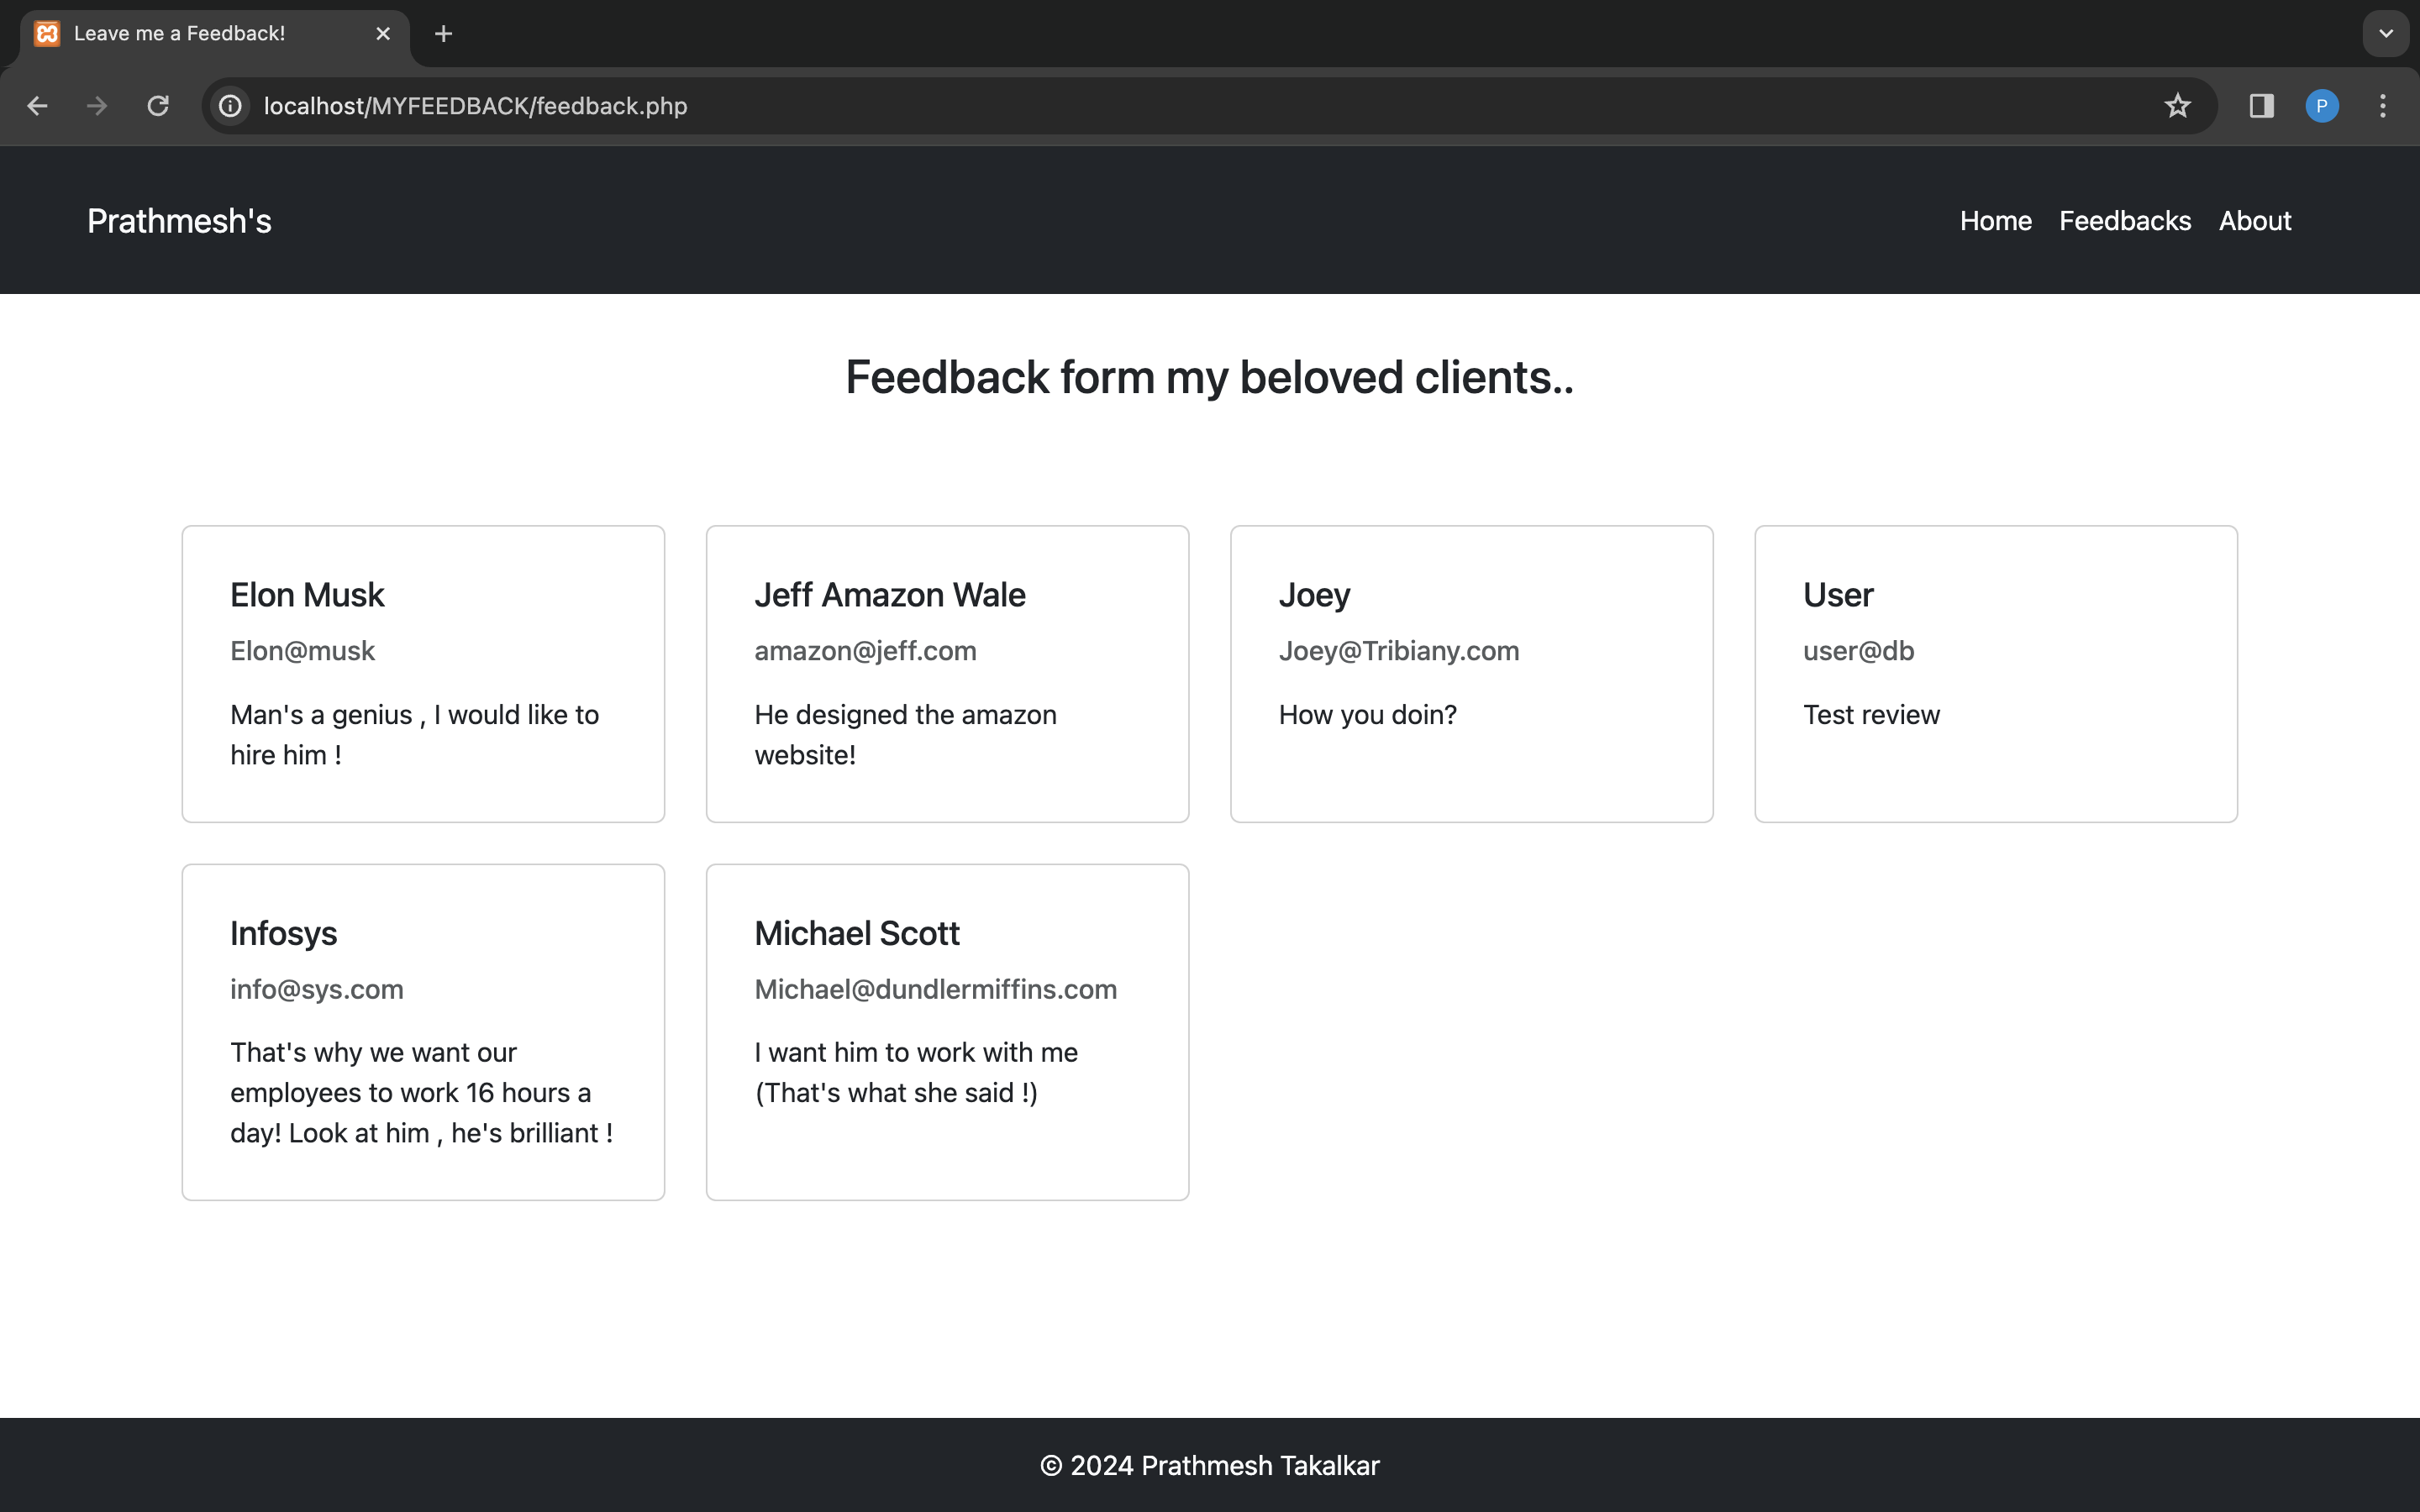 Leave me a Feedback!
localhost/MYFEEDBACK/feedback.php
P
Prathmesh's
Home Feedbacks About
Feedback form my beloved clients..
Elon Musk
Elon@musk
Man's a genius , I would like to
hire him !
Jeff Amazon Wale
amazon@jeff.com
He designed the amazon
website!
Joey
Joey@Tribiany.com
How you doin?
User
user@db
Test review
Infosys
info@sys.com
That's why we want our
employees to work 16 hours a
day! Look at him , he's brilliant !
Michael Scott
Michael@dundlermiffins.com
I want him to work with me
(That's what she said !)
© 2024 Prathmesh Takalkar